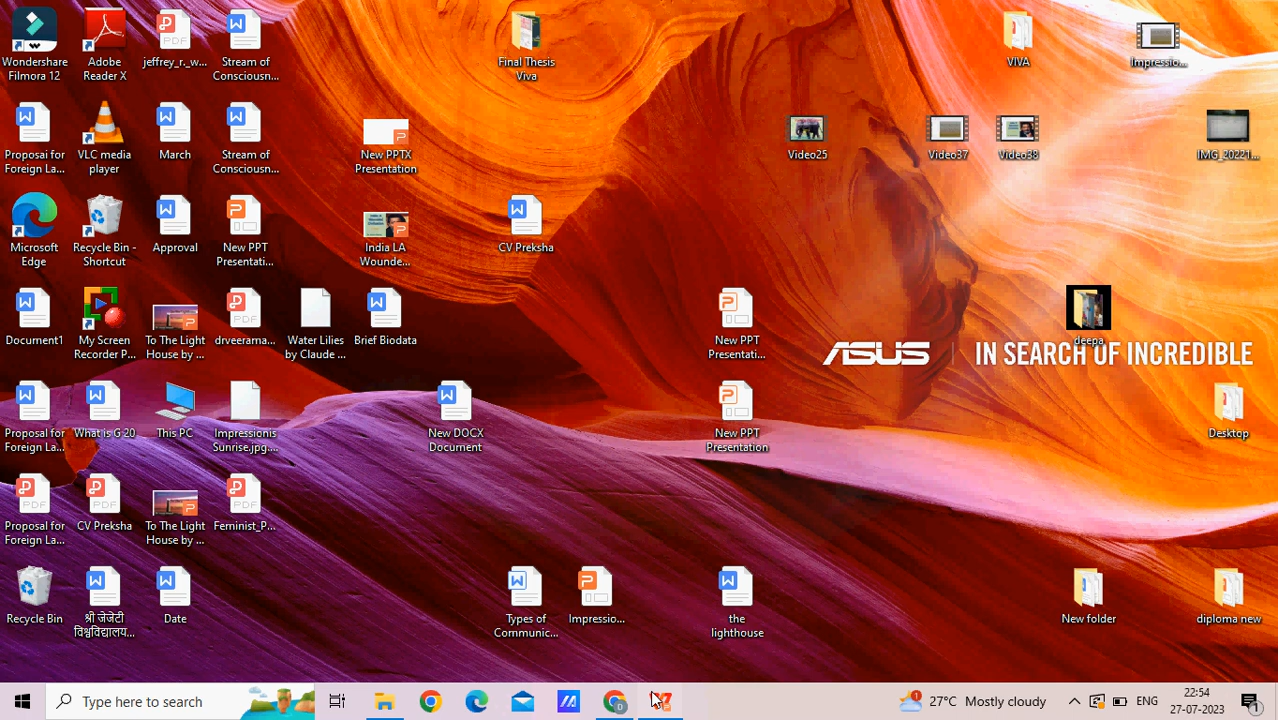 Wondershare
Filmora 12
Adobe
Reader X
jeffrey_r._w...
Stream of
Consciousn...
Final Thesis
Viva
VIVA
Impressio...
Proposal for
Foreign La...
VLC media
player
March
Stream of
Consciousn...
New PPTX
Presentation
Video25
Video37
Video38
IMG_20221...
Microsoft
Edge
Recycle Bin -
Shortcut
Approval
New PPT
Presentati...
India LA
Wounde...
CV Preksha
Document1
My Screen
Recorder P...
To The Light
House by ...
drveerama...
Water Lilies
by Claude ...
Brief Biodata
New PPT
Presentati...
deepa
ASUS
IN SEARCH OF INCREDIBLE
Proposal for
Foreign La...
What is G 20
This PC
Impressionis
Sunrise.jpg....
New DOCX
Document
New PPT
Presentation
Desktop
Proposal for
Foreign La...
CV Preksha
To The Light
House by ...
Feminist_P...
Recycle Bin
श्री जेजेटी
विश्वविद्यालय...
Date
Types of
Communic...
Impressio...
the
lighthouse
New folder
diploma new
Type here to search
27°C Mostly cloudy
ENG
22:54
27-07-2023